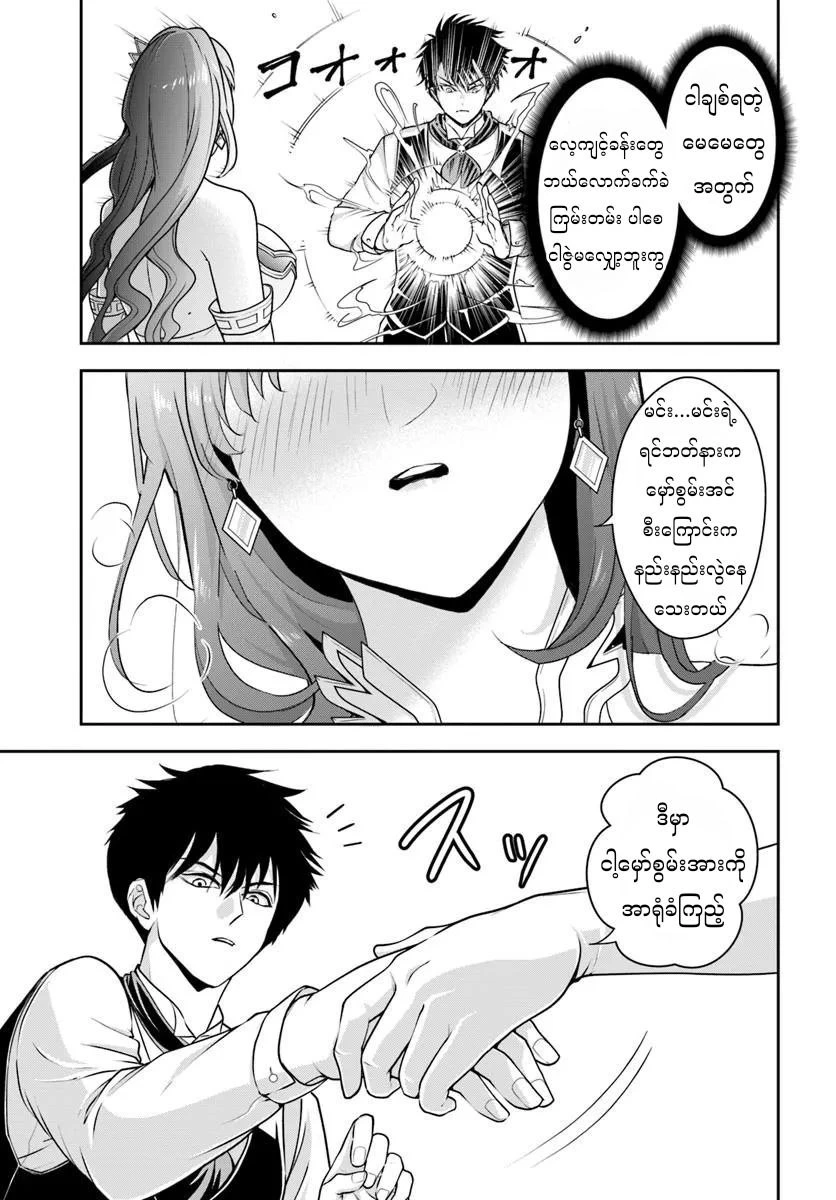 ငါချစ်ရတဲ့
မေမေတွေ
အတွက်
လေ့ကျင့်ခန်းတွေ
ဘယ်လောက်ခက်ခဲ
ကြမ်းတမ်း ပါစေ
ငါဇွဲမလျှော့ဘူးကွ
コオォォォォ
မင်း...မင်းရဲ့
ရင်ဘတ်နားက
မှော်စွမ်းအင်
စီးကြောင်းက
နည်းနည်းလွဲနေ
သေးတယ်
ဒီမှာ
ငါ့မှော်စွမ်းအားကို
အာရုံခံကြည့်
スッ